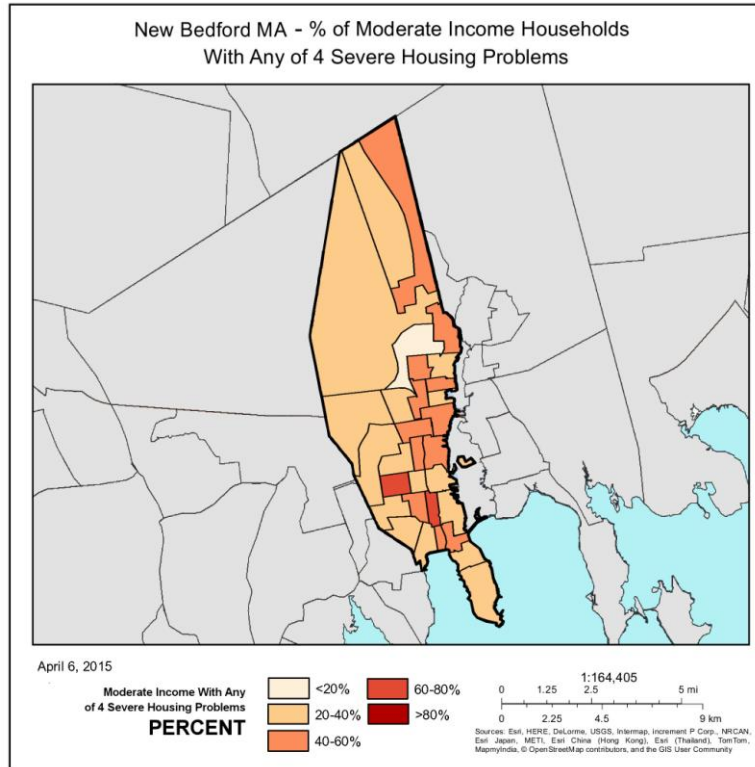 New Bedford MA - % of Moderate Income Households
With Any of 4 Severe Housing Problems
April 6, 2015
Moderate Income With Any
of 4 Severe Housing Problems
PERCENT
<20%
20-40%
40-60%
60-80%
>80%
1:164,405
0 1.25 2.5 5 mi
0 2.25 4.5 9 km
Sources: Esri, HERE, DeLorme, USGS, Intermap, increment P Corp., NRCAN,
Esri Japan, METI, Esri China (Hong Kong), Esri (Thailand), TomTom,
MapmyIndia, © OpenStreetMap contributors, and the GIS User Community